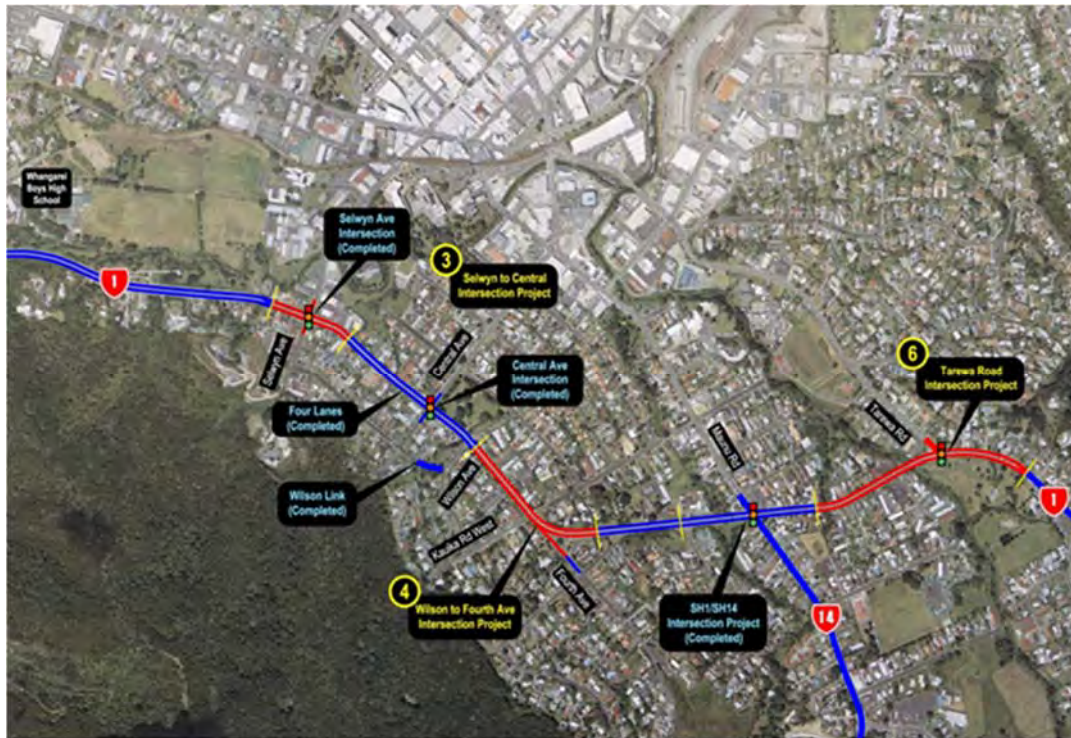 Whangarei
Boys High
School
1
Selwyn Ave
Intersection
(Completed)
3
Selwyn to Central
Intersection Project
Selwyn Ave
Central Ave
Central Ave
Intersection
(Completed)
Four Lanes
(Completed)
Wilson Link
(Completed)
Wilson Ave
Kauika Rd West
4
Wilson to Fourth Ave
Intersection Project
Fourth Ave
Maunu Rd
SH1/SH14
Intersection Project
(Completed)
14
6
Tarewa Road
Intersection Project
Tarewa Rd
1